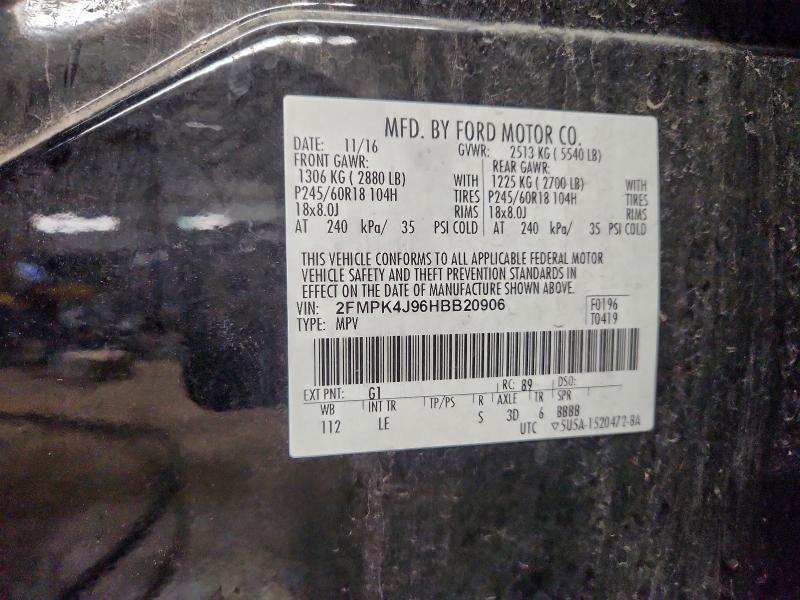 MFD. BY FORD MOTOR CO.
DATE: 11/16 GVWR: 2513 KG ( 5540 LB)
FRONT GAWR: REAR GAWR:
1306 KG ( 2880 LB) WITH 1225 KG ( 2700 LB) WITH
P245/60R18 104H TIRES P245/60R18 104H TIRES
18x8.0J RIMS 18x8.0J RIMS
AT 240 kPa/ 35 PSI COLD AT 240 kPa/ 35 PSI COLD
THIS VEHICLE CONFORMS TO ALL APPLICABLE FEDERAL MOTOR
VEHICLE SAFETY AND THEFT PREVENTION STANDARDS IN
EFFECT ON THE DATE OF MANUFACTURE SHOWN ABOVE.
VIN: 2FMPK4J96HBB20906 F0196
TYPE: MPV T0419
EXT PNT: G1 RC: 89 DSO:
WB INT TR TP/PS R AXLE TR SPR
112 LE S 3D 6 BBBB
UTC ▽5U5A-1520472-BA